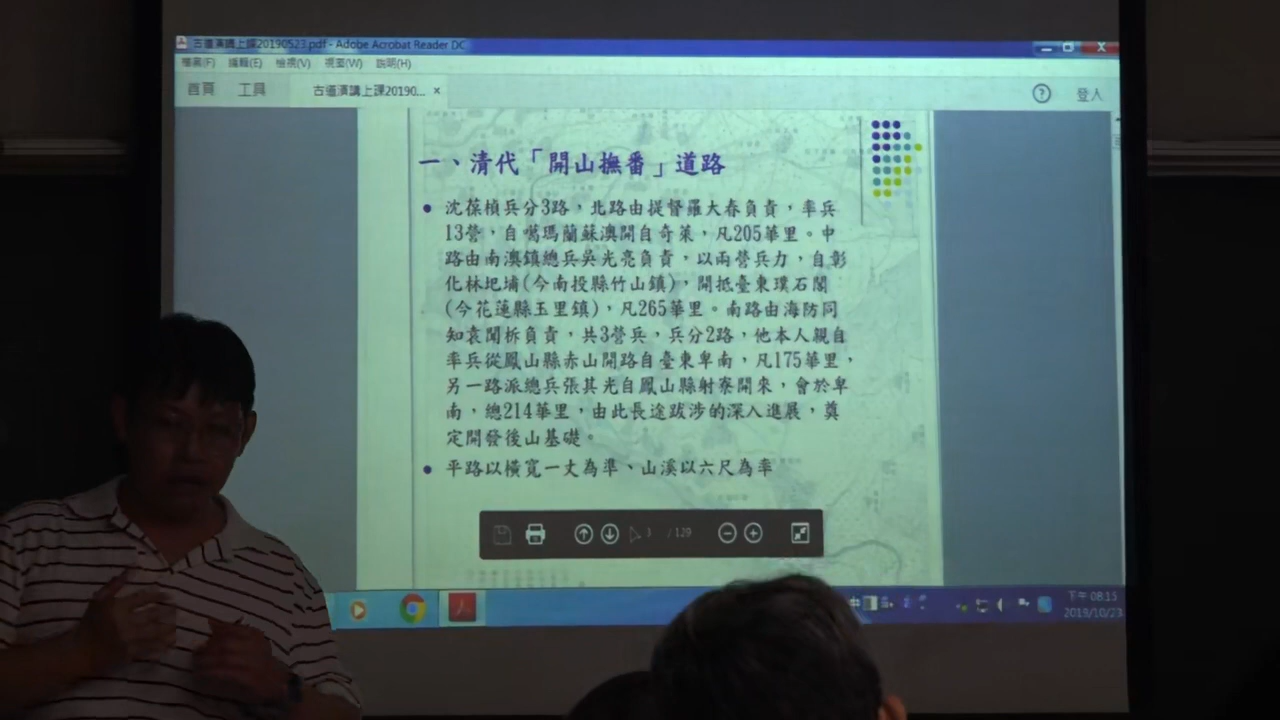 古道演講上課20190523.pdf - Adobe Acrobat Reader DC
檔案(F) 編輯(E) 檢視(V) 視窗(W) 說明(H)
首頁 工具 古道演講上課20190... × ? 登入
一、清代「開山撫番」道路
沈葆楨兵分3路，北路由提督羅大春負責，率兵
13營，自噶瑪蘭蘇澳開自奇萊，凡205華里。中
路由南澳鎮總兵吳光亮負責，以兩營兵力，自彰
化林圯埔(今南投縣竹山鎮)，開抵臺東璞石閣
(今花蓮縣玉里鎮)，凡265華里。南路由海防同
知袁聞柝負責，共3營兵，兵分2路，他本人親自
率兵從鳳山縣赤山開路自臺東卑南，凡175華里，
另一路派總兵張其光自鳳山縣射寮開來，會於卑
南，總214華里，由此長途跋涉的深入進展，奠
定開發後山基礎。
平路以橫寬一丈為準、山溪以六尺為率
/ 129
下午 08:15
2019/10/23